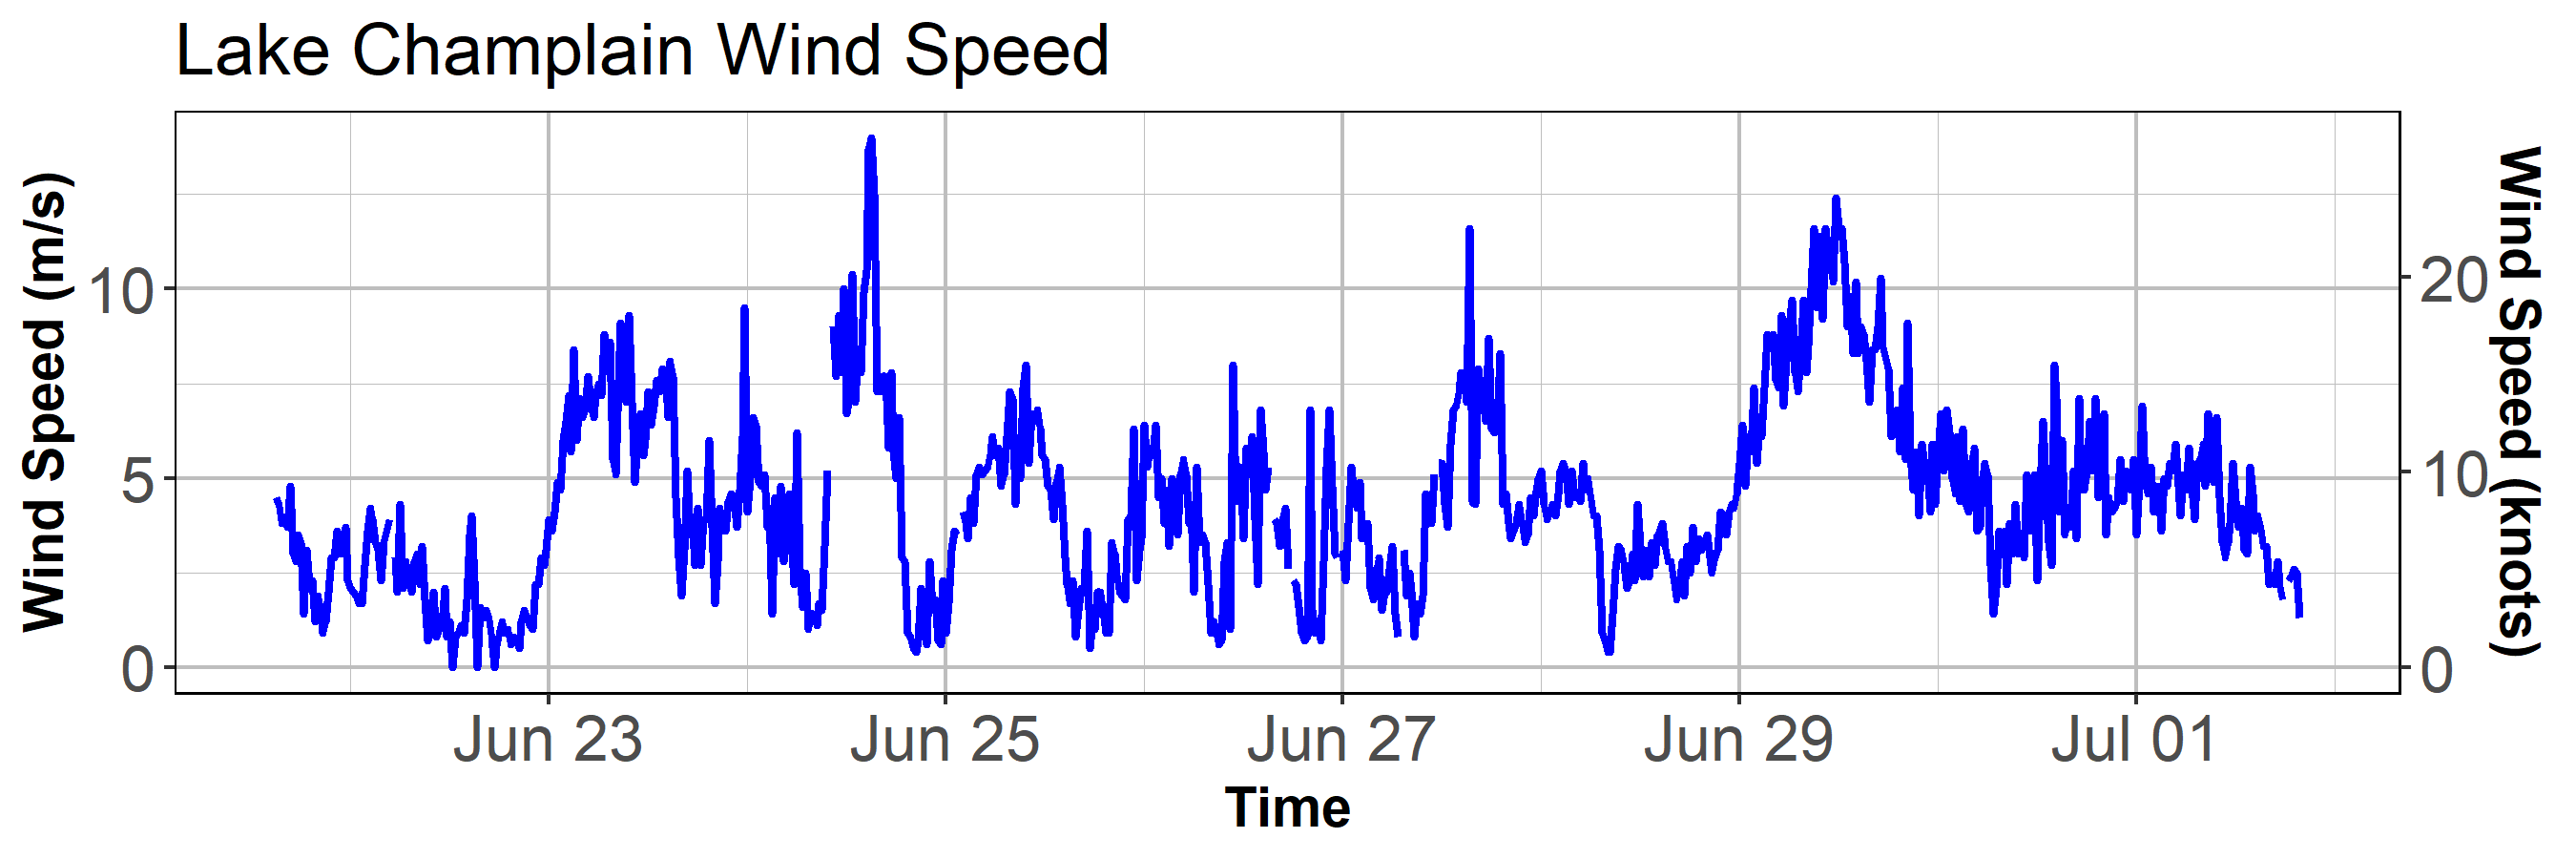 Lake Champlain Wind Speed
Wind Speed (m/s)
10
5
0
20
10
0
Wind Speed (knots)
Jun 23
Jun 25
Jun 27
Jun 29
Jul 01
Time